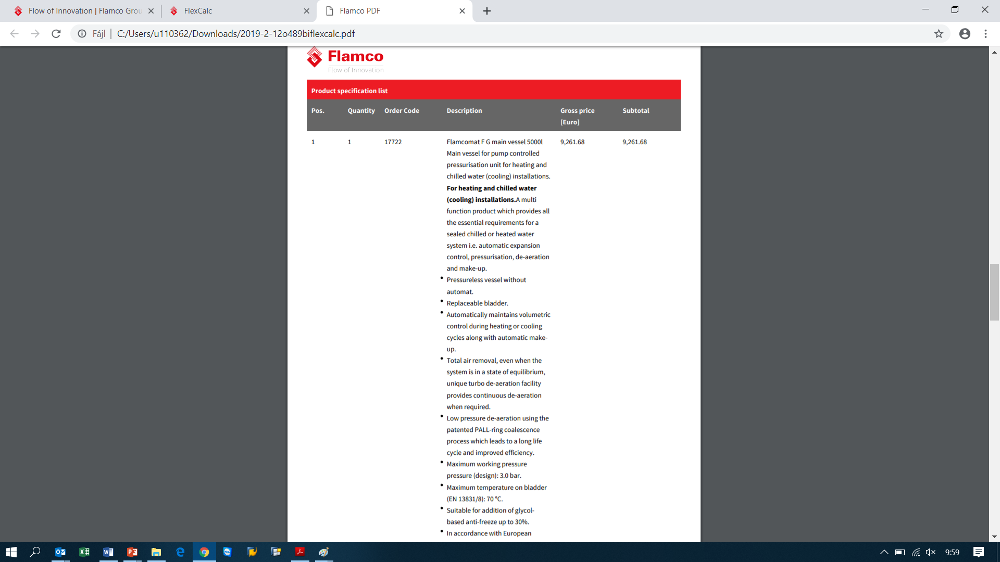 Flow of Innovation | Flamco Grou
FlexCalc
Flamco PDF
Fájl
C:/Users/u110362/Downloads/2019-2-12o489biflexcalc.pdf
Flamco
Flow of Innovation
Product specification list
Pos. Quantity Order Code Description Gross price [Euro] Subtotal
1 1 17722 Flamcomat F G main vessel 5000l 9,261.68 9,261.68
Main vessel for pump controlled
pressurisation unit for heating and
chilled water (cooling) installations.
For heating and chilled water
(cooling) installations.A multi
function product which provides all
the essential requirements for a
sealed chilled or heated water
system i.e. automatic expansion
control, pressurisation, de-aeration
and make-up.
• Pressureless vessel without
automat.
• Replaceable bladder.
• Automatically maintains volumetric
control during heating or cooling
cycles along with automatic make-
up.
• Total air removal, even when the
system is in a state of equilibrium,
unique turbo de-aeration facility
provides continuous de-aeration
when required.
• Low pressure de-aeration using the
patented PALL-ring coalescence
process which leads to a long life
cycle and improved efficiency.
• Maximum working pressure
pressure (design): 3.0 bar.
• Maximum temperature on bladder
(EN 13831/8): 70 °C.
• Suitable for addition of glycol-
based anti-freeze up to 30%.
• In accordance with European
9:59